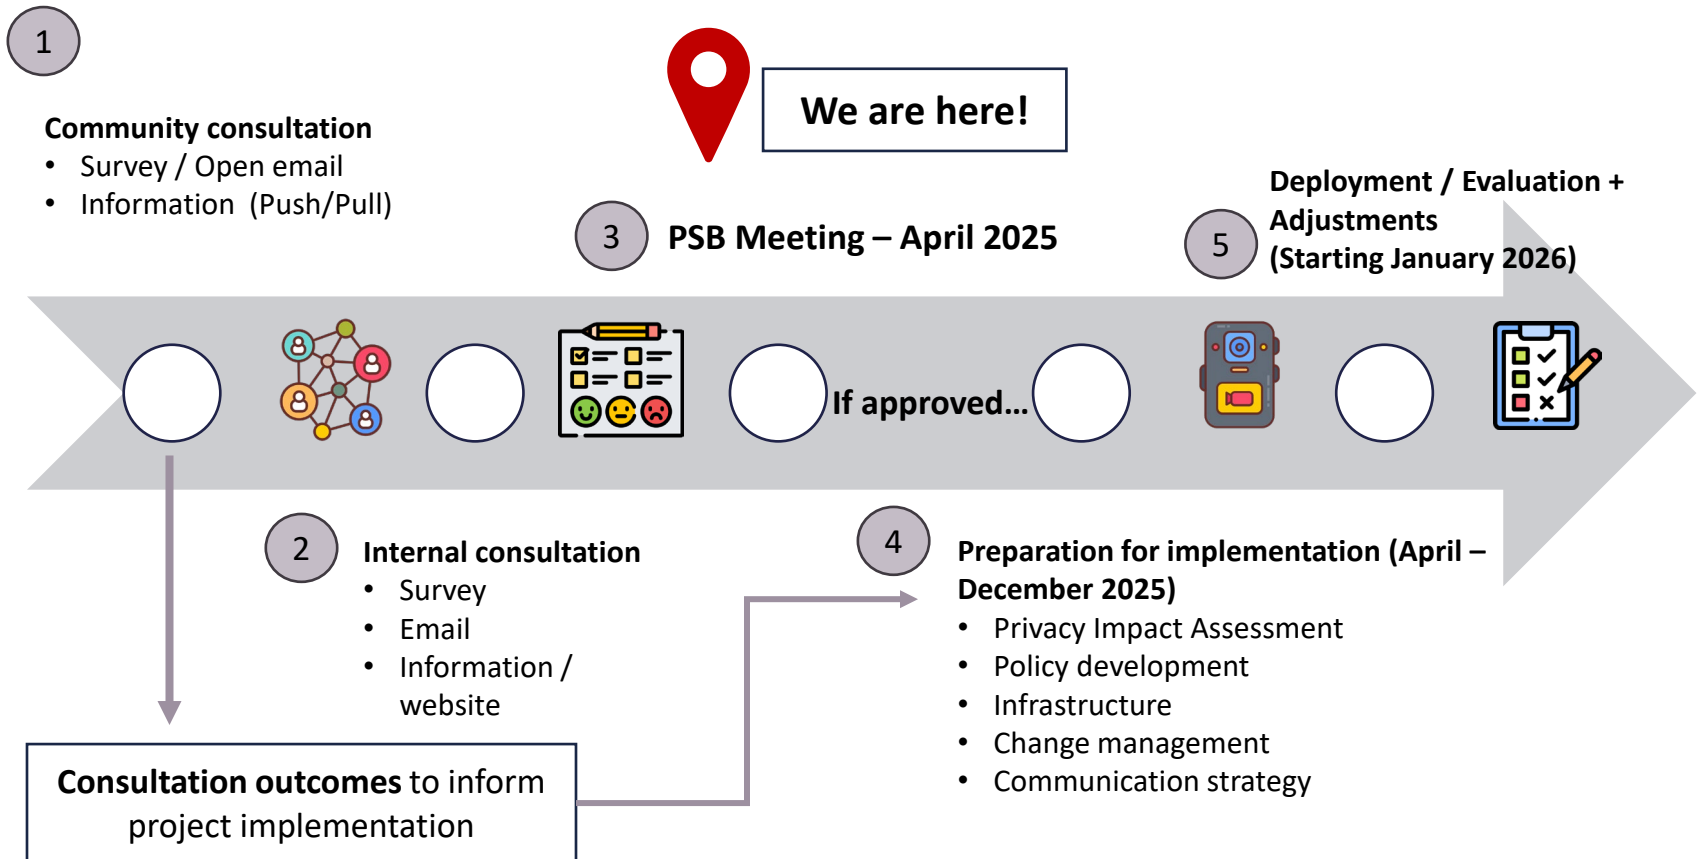 1
Community consultation
• Survey / Open email
• Information  (Push/Pull)
We are here!
3
PSB Meeting – April 2025
5
Deployment / Evaluation +
Adjustments
(Starting January 2026)
If approved...
2
Internal consultation
• Survey
• Email
• Information /
website
4
Preparation for implementation (April –
December 2025)
• Privacy Impact Assessment
• Policy development
• Infrastructure
• Change management
• Communication strategy
Consultation outcomes to inform
project implementation